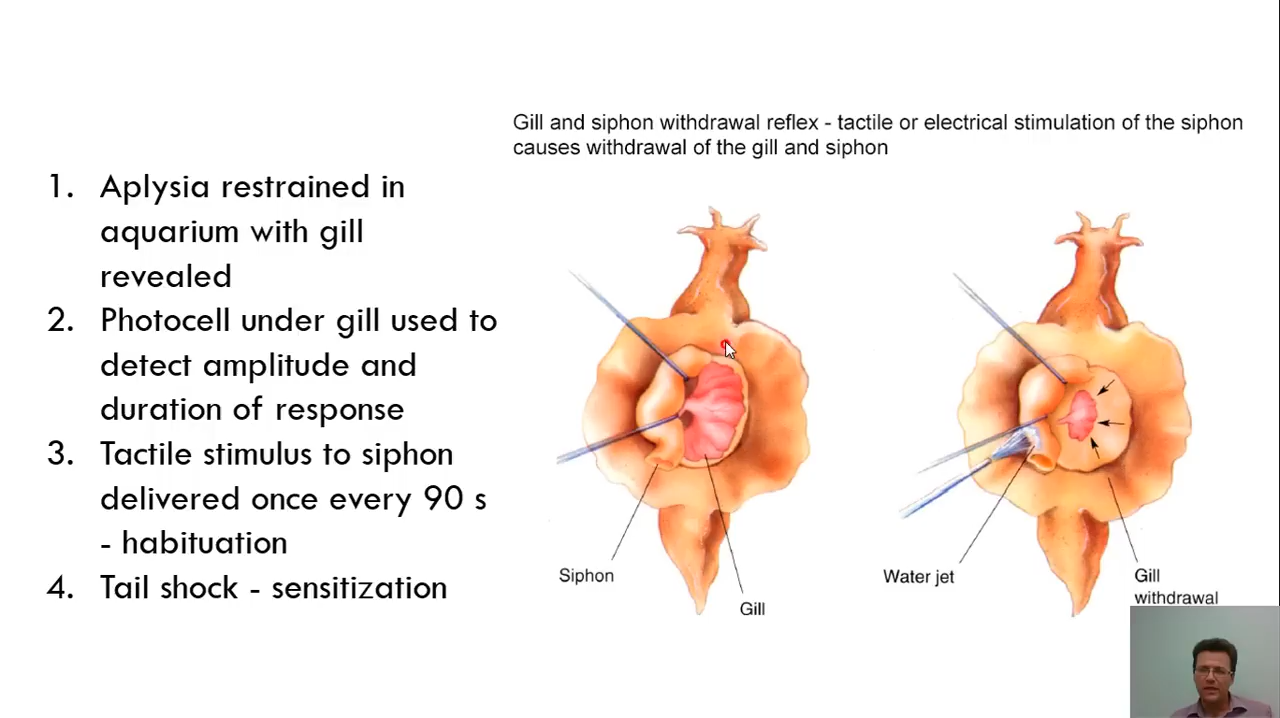 Gill and siphon withdrawal reflex - tactile or electrical stimulation of the siphon
causes withdrawal of the gill and siphon
1. Aplysia restrained in
aquarium with gill
revealed
2. Photocell under gill used to
detect amplitude and
duration of response
3. Tactile stimulus to siphon
delivered once every 90 s
- habituation
4. Tail shock - sensitization
Siphon
Gill
Water jet
Gill
withdrawal